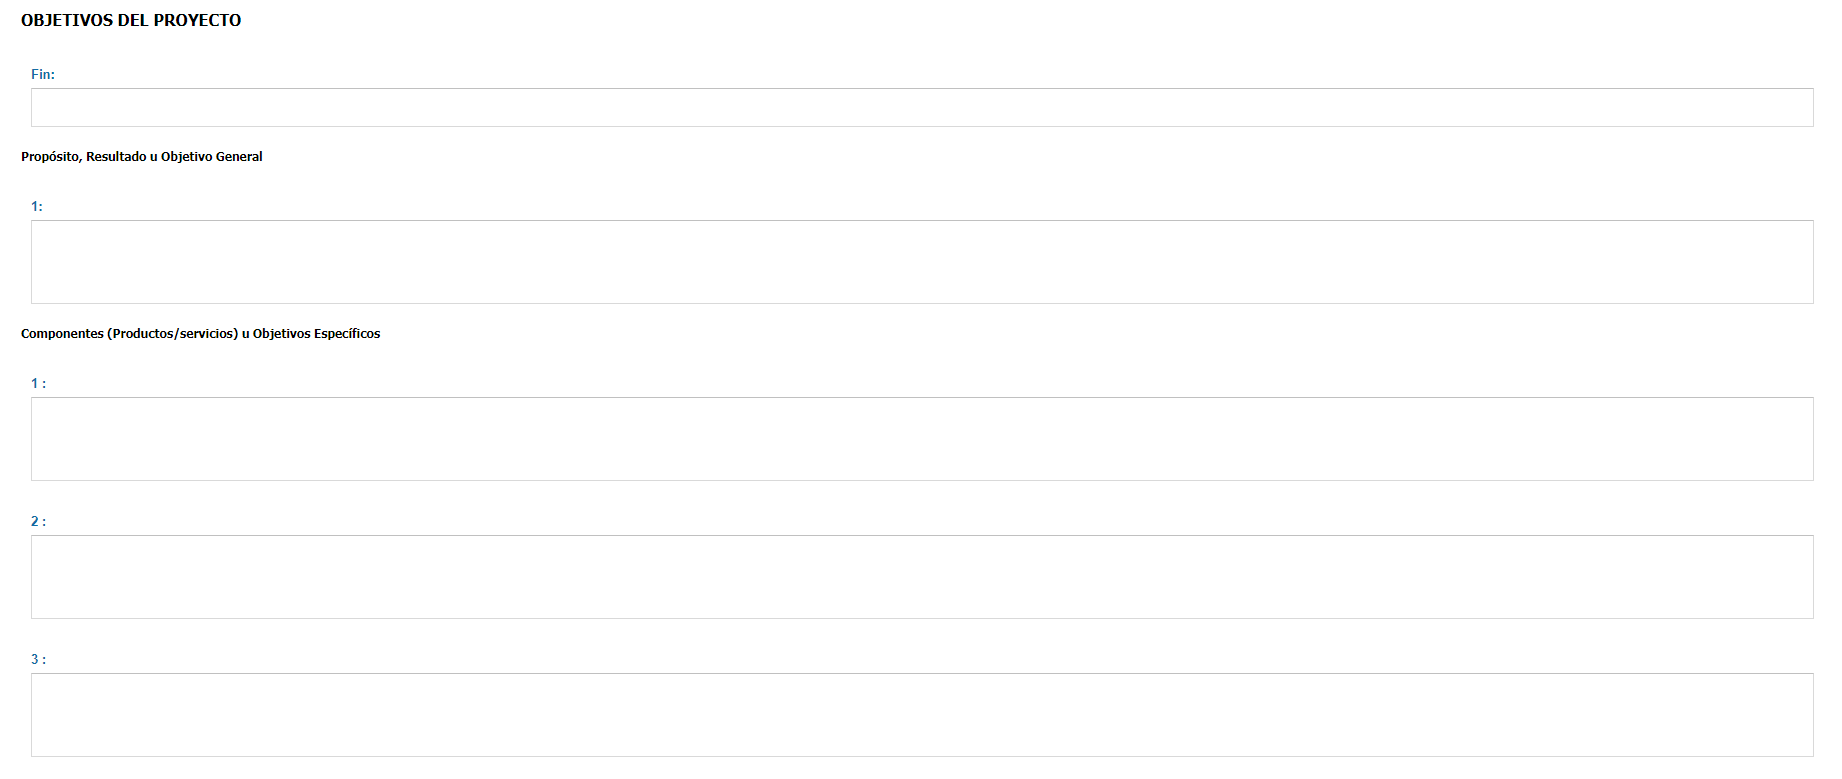 OBJETIVOS DEL PROYECTO
Fin:
Propósito, Resultado u Objetivo General
1:
Componentes (Productos/servicios) u Objetivos Específicos
1 :
2 :
3 :